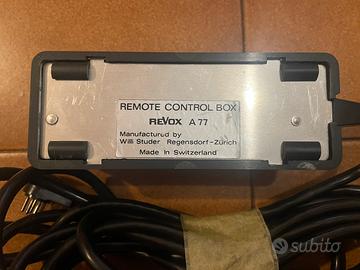 REMOTE CONTROL BOX
REVOX A77
Manufactured by
Willi Studer Regensdorf-Zürich
Made in Switzerland
subito